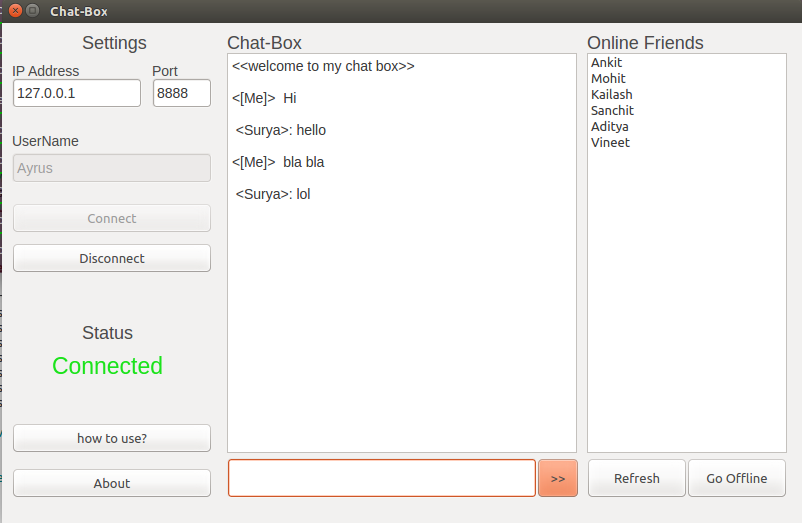 Chat-Box
Settings
IP Address
Port
127.0.0.1
8888
UserName
Ayrus
Connect
Disconnect
Status
Connected
how to use?
About
Chat-Box
<<welcome to my chat box>>
<[Me]>  Hi
<Surya>: hello
<[Me]>  bla bla
<Surya>: lol
>>
Online Friends
Ankit
Mohit
Kailash
Sanchit
Aditya
Vineet
Refresh
Go Offline